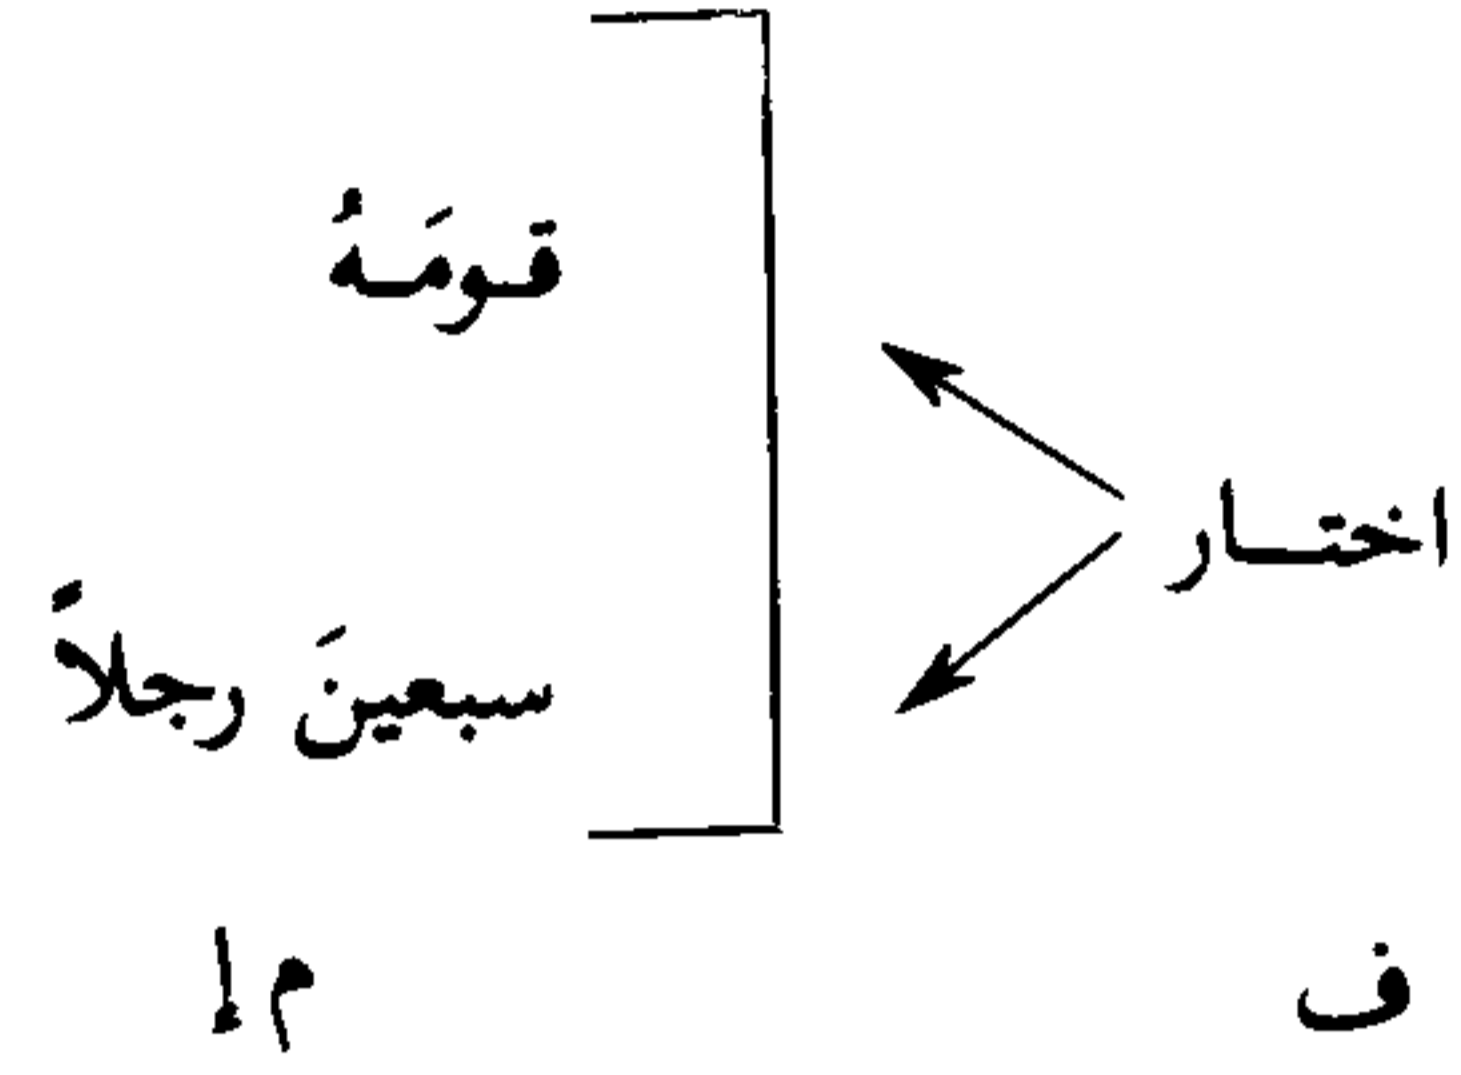 قومَهُ
اختار
سبعينَ رجلاً
ف
م إ